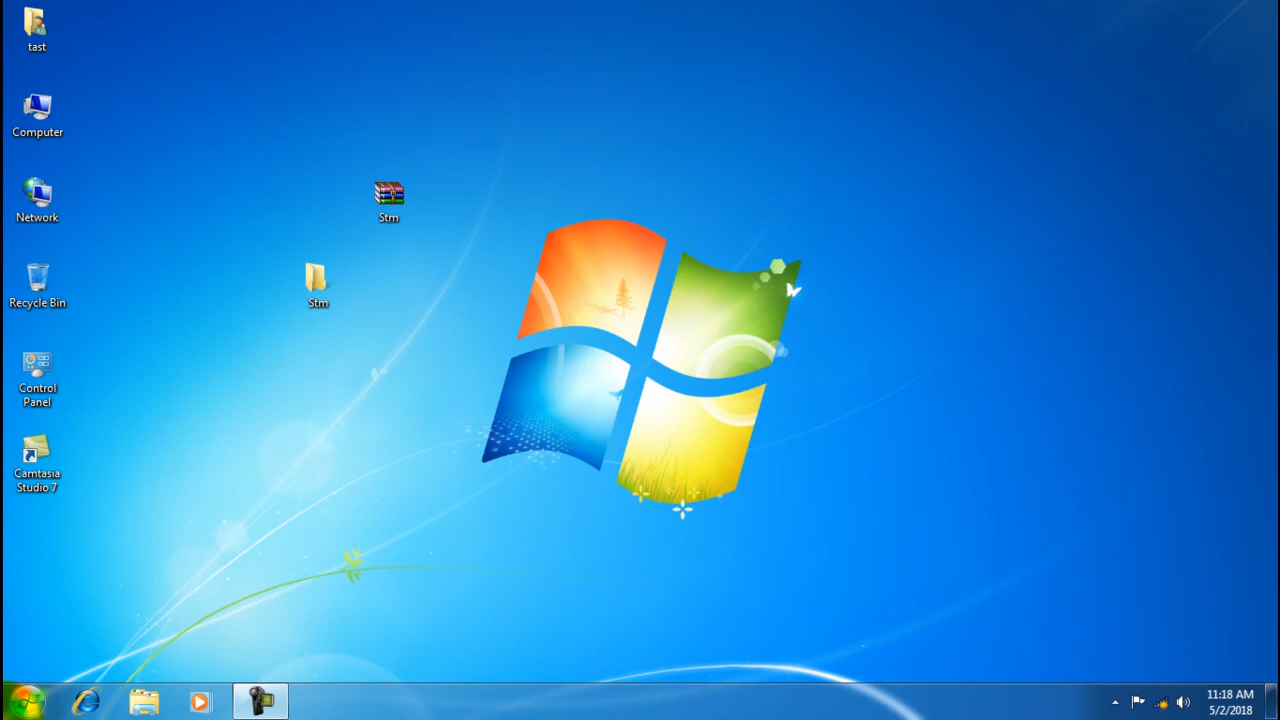 tast
Computer
Network
Stm
Recycle Bin
Stm
Control
Panel
Camtasia
Studio 7
11:18 AM
5/2/2018